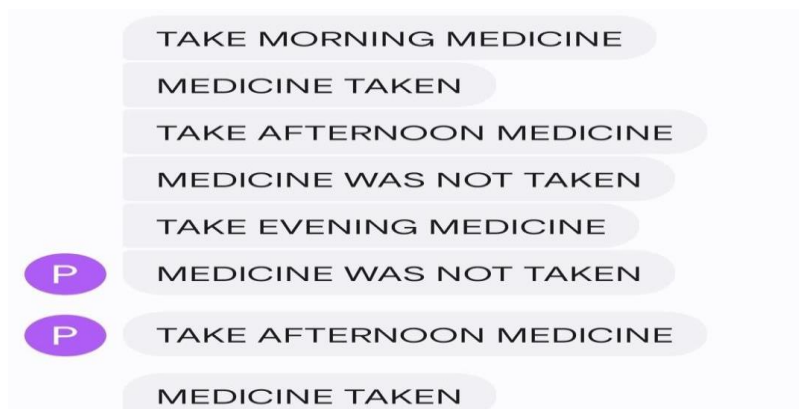 TAKE MORNING MEDICINE
MEDICINE TAKEN
TAKE AFTERNOON MEDICINE
MEDICINE WAS NOT TAKEN
TAKE EVENING MEDICINE
P MEDICINE WAS NOT TAKEN
P TAKE AFTERNOON MEDICINE
MEDICINE TAKEN